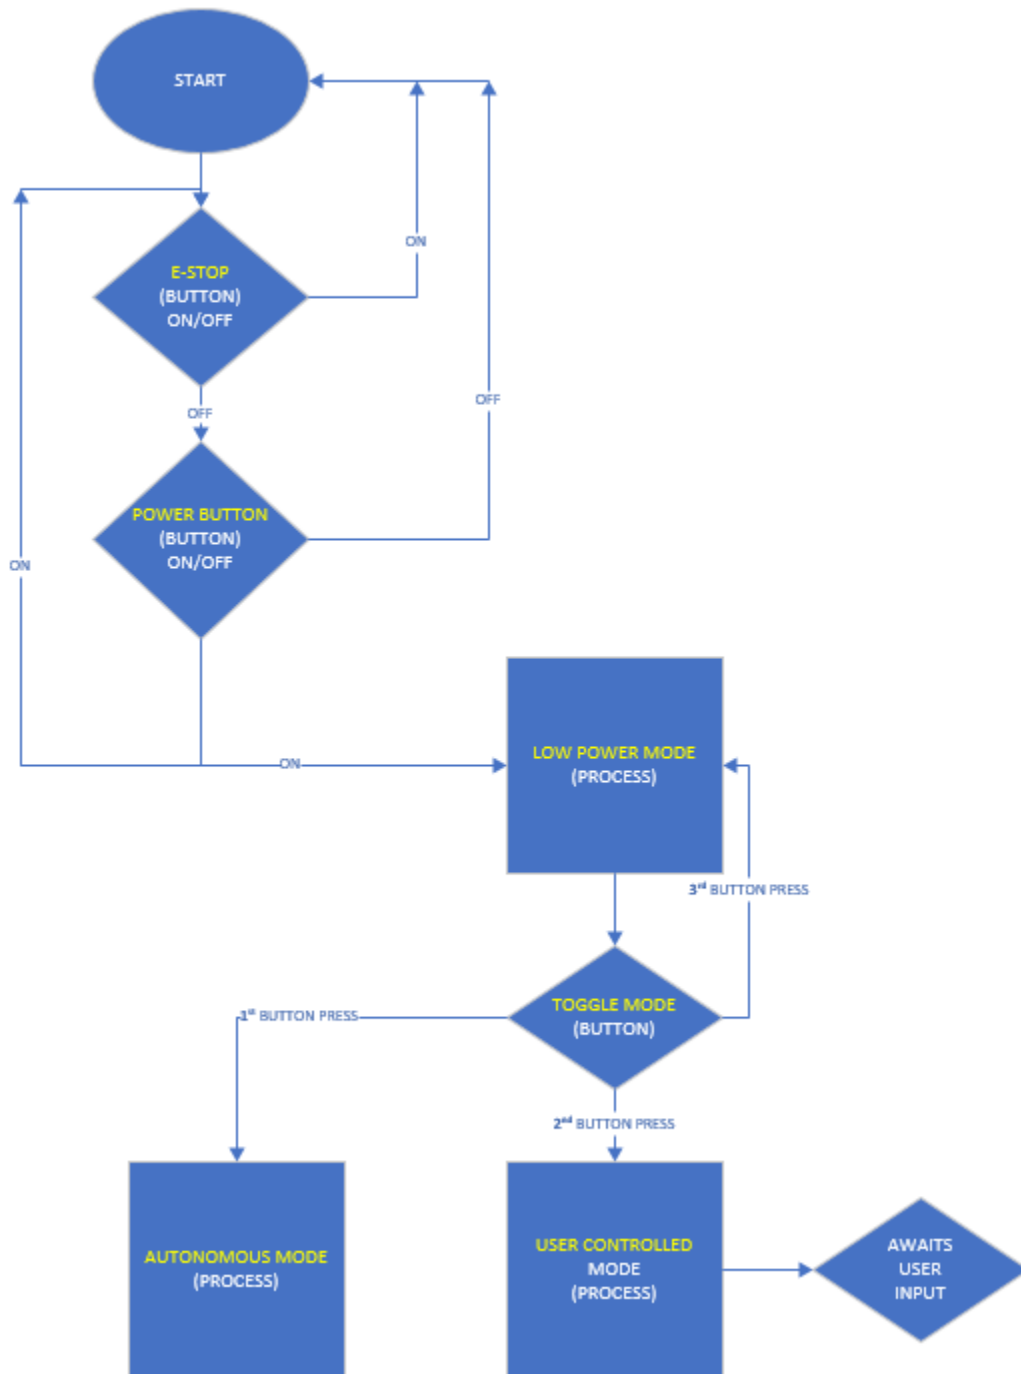 START
ON
E-STOP
(BUTTON)
ON/OFF
OFF
OFF
POWER BUTTON
(BUTTON)
ON/OFF
ON
ON
LOW POWER MODE
(PROCESS)
3rd BUTTON PRESS
TOGGLE MODE
(BUTTON)
1st BUTTON PRESS
2nd BUTTON PRESS
AUTONOMOUS MODE
(PROCESS)
USER CONTROLLED
MODE
(PROCESS)
AWAITS
USER
INPUT